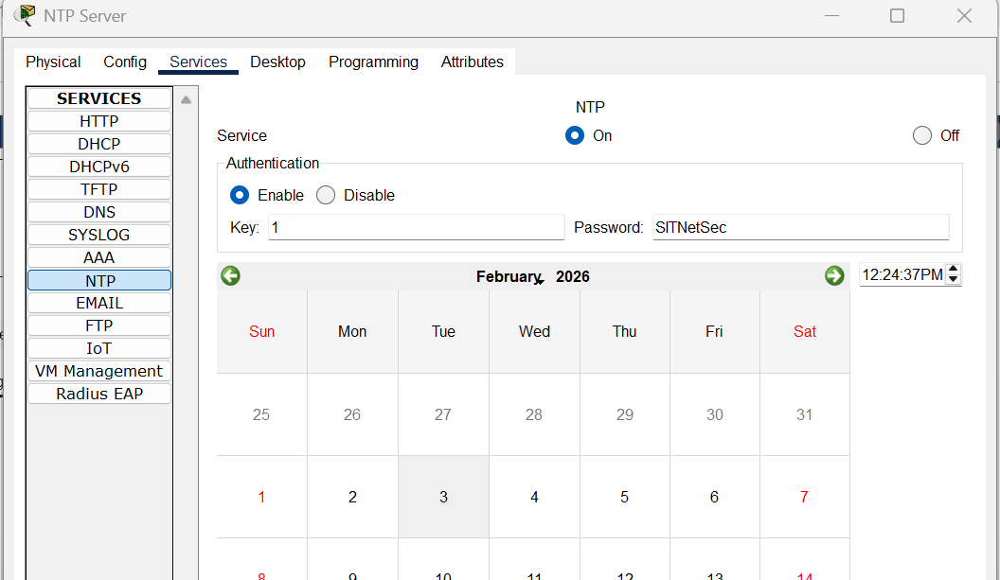 NTP Server
Physical Config Services Desktop Programming Attributes
SERVICES
HTTP
DHCP
DHCPv6
TFTP
DNS
SYSLOG
AAA
NTP
EMAIL
FTP
IoT
VM Management
Radius EAP
NTP
Service On Off
Authentication
Enable Disable
Key: 1 Password: SITNetSec
February, 2026 12:24:37PM
Sun Mon Tue Wed Thu Fri Sat
25 26 27 28 29 30 31
1 2 3 4 5 6 7
8 9 10 11 12 13 14